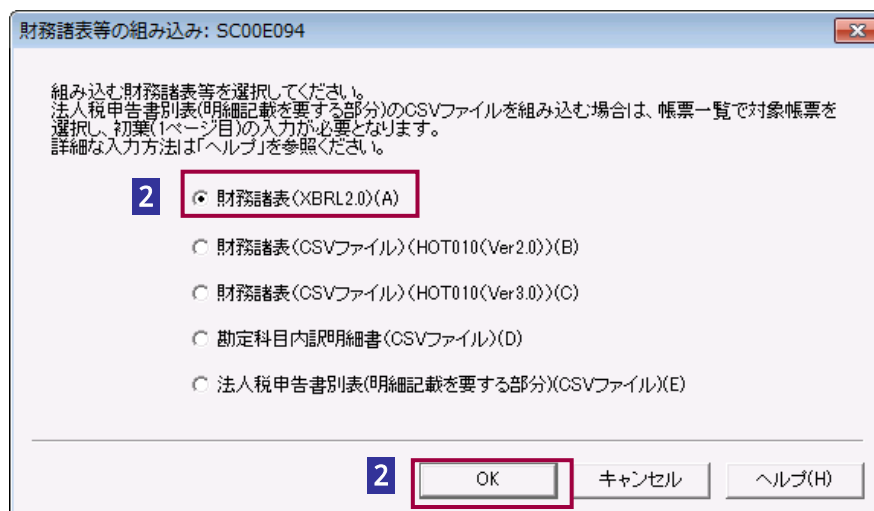 財務諸表等の組み込み: SC00E094
組み込む財務諸表等を選択してください。
法人税申告書別表(明細記載を要する部分)のCSVファイルを組み込む場合は、帳票一覧で対象帳票を
選択し、初葉(1ページ目)の入力が必要となります。
詳細な入力方法は「ヘルプ」を参照ください。
2
財務諸表(XBRL2.0)(A)
財務諸表(CSVファイル)(HOT010(Ver2.0))(B)
財務諸表(CSVファイル)(HOT010(Ver3.0))(C)
勘定科目内訳明細書(CSVファイル)(D)
法人税申告書別表(明細記載を要する部分)(CSVファイル)(E)
2
OK
キャンセル
ヘルプ(H)